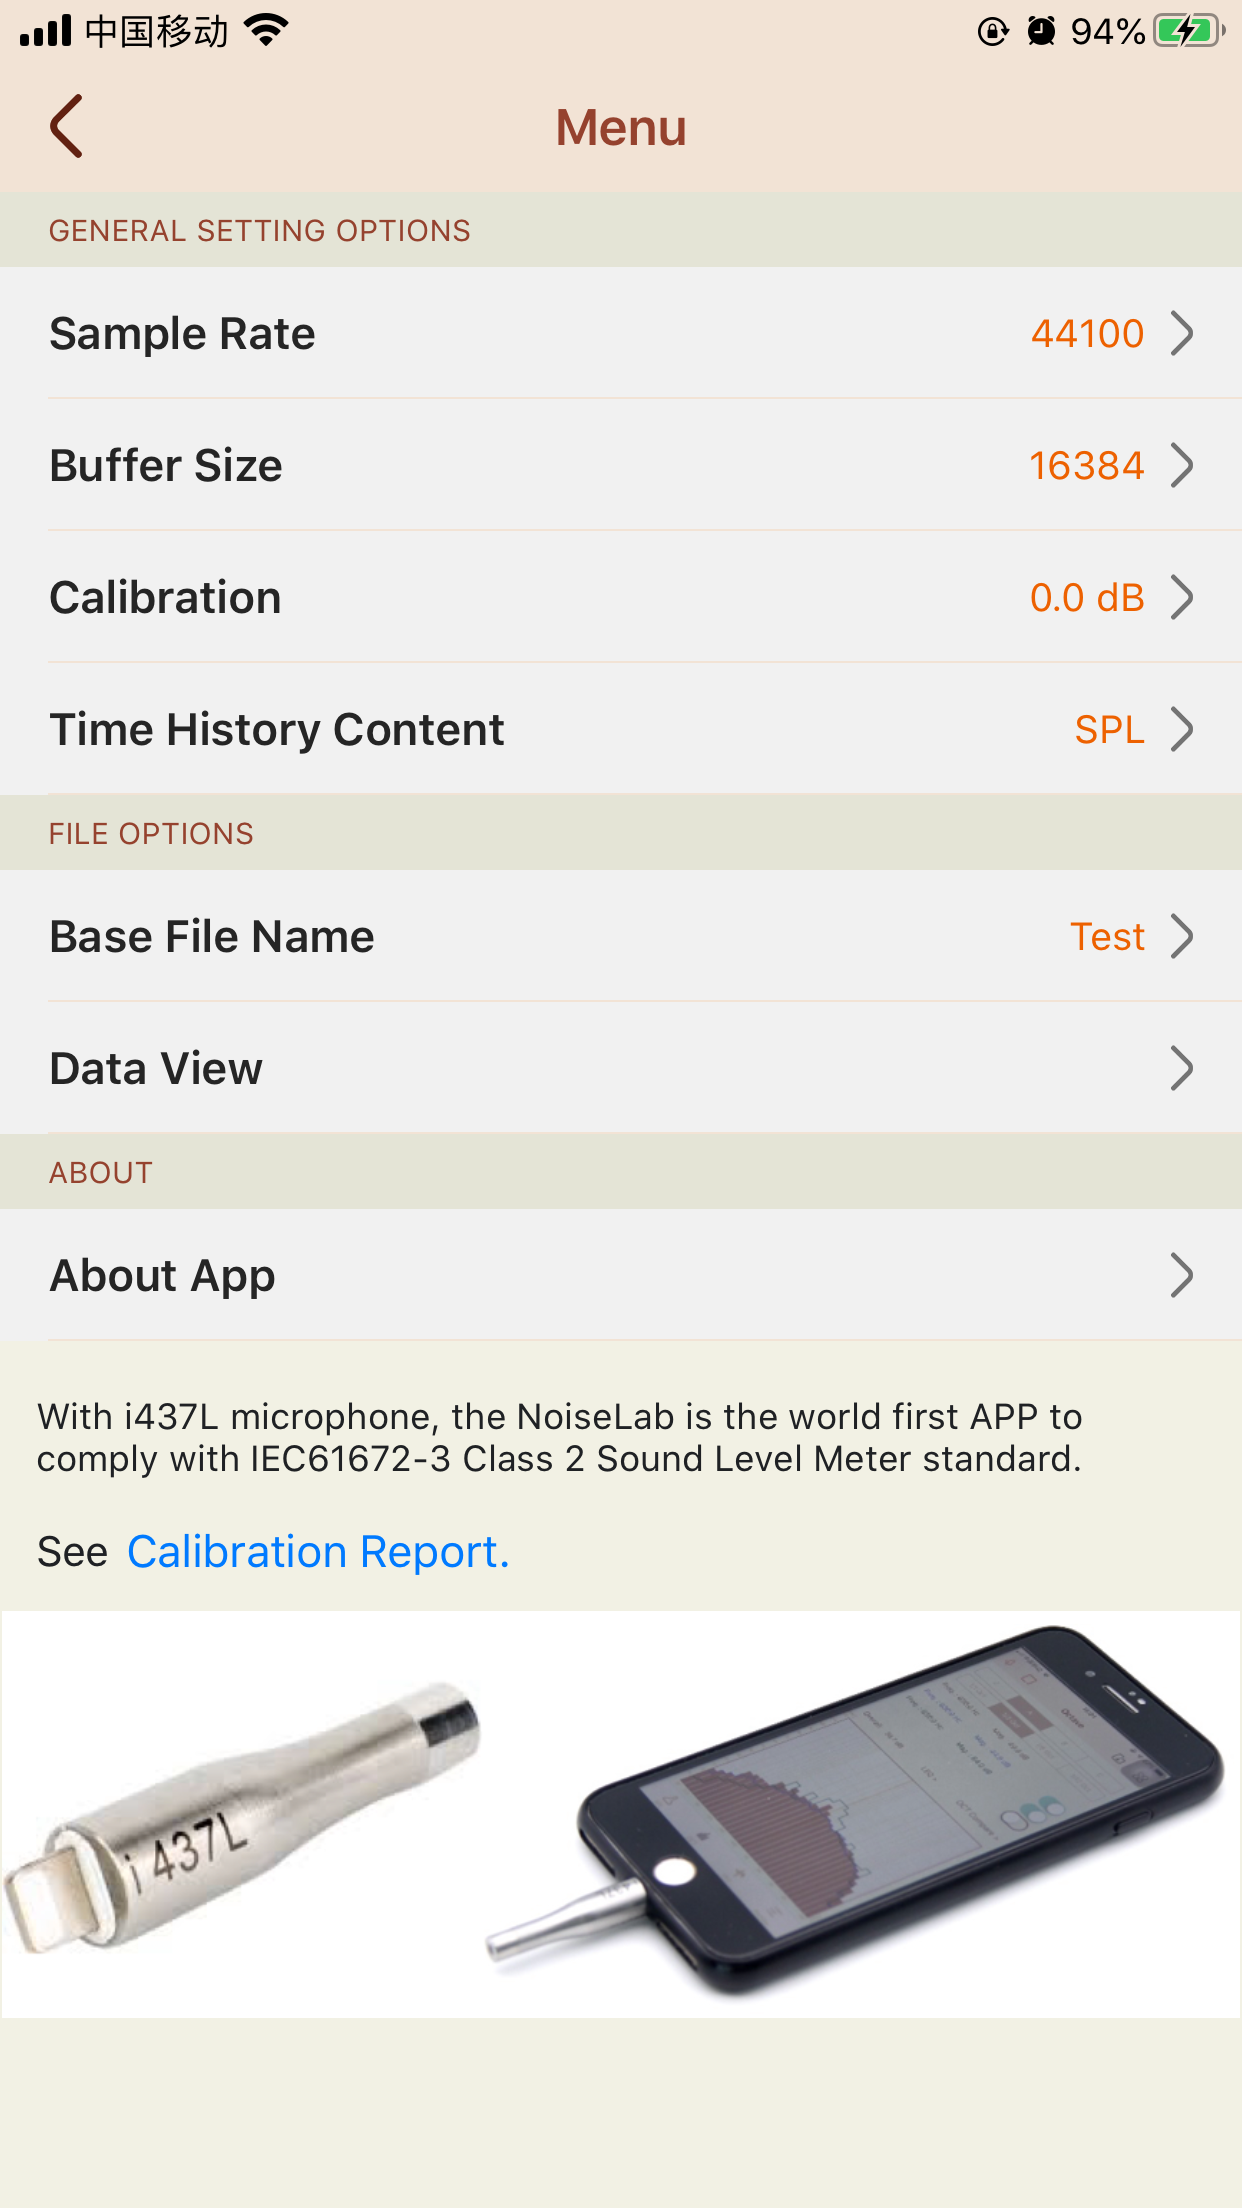 中国移动 94%
Menu
GENERAL SETTING OPTIONS
Sample Rate 44100
Buffer Size 16384
Calibration 0.0 dB
Time History Content SPL
FILE OPTIONS
Base File Name Test
Data View
ABOUT
About App
With i437L microphone, the NoiseLab is the world first APP to
comply with IEC61672-3 Class 2 Sound Level Meter standard.
See Calibration Report.
i 437L